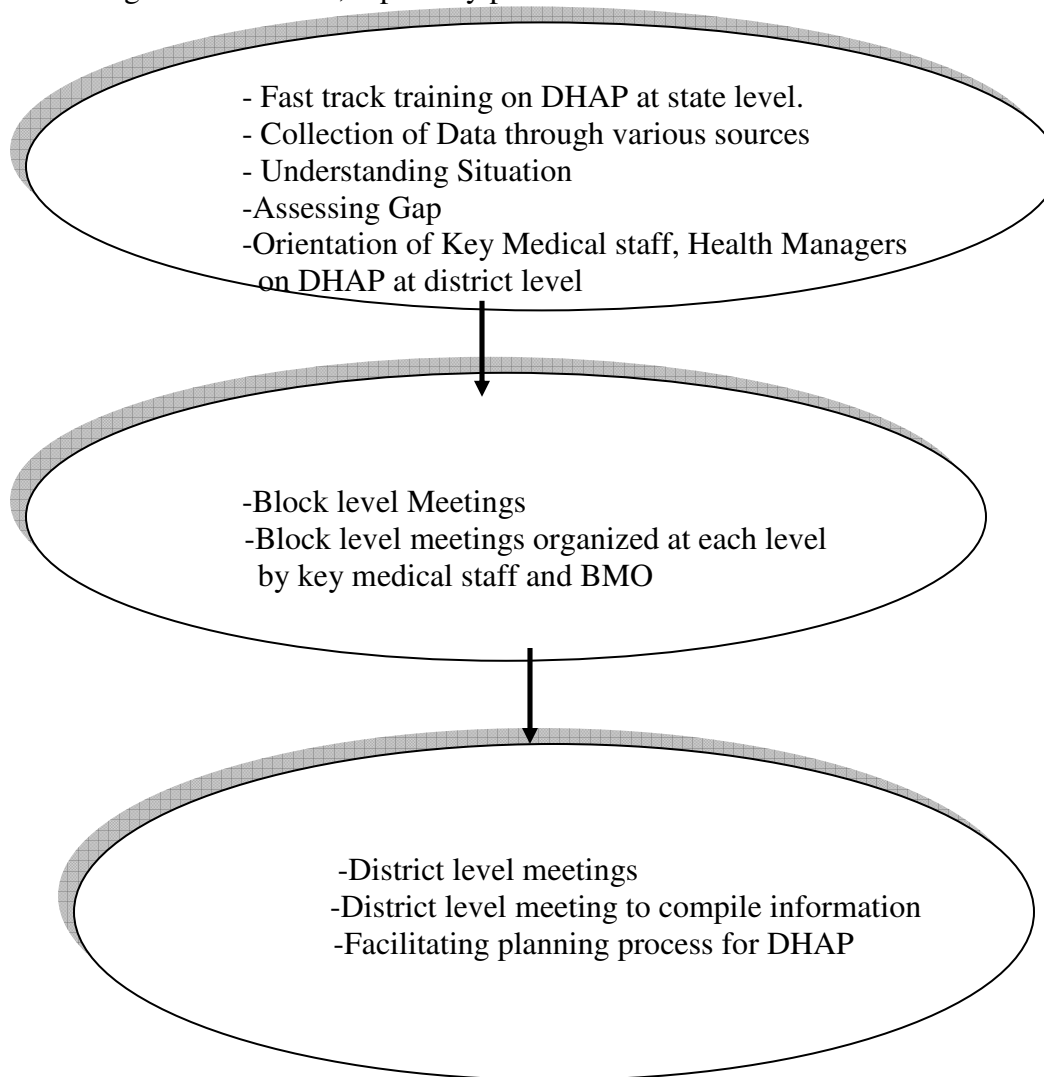 - Fast track training on DHAP at state level.
- Collection of Data through various sources
- Understanding Situation
-Assessing Gap
-Orientation of Key Medical staff, Health Managers
on DHAP at district level
-Block level Meetings
-Block level meetings organized at each level
by key medical staff and BMO
-District level meetings
-District level meeting to compile information
-Facilitating planning process for DHAP